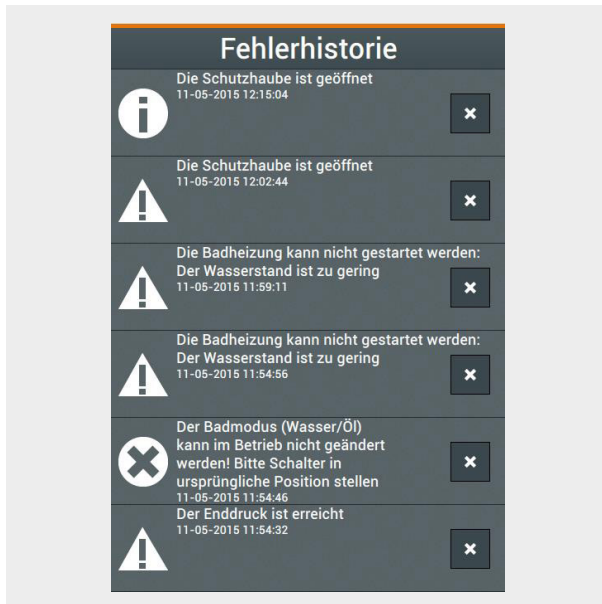 Fehlerhistorie
Die Schutzhaube ist geöffnet
11-05-2015 12:15:04
Die Schutzhaube ist geöffnet
11-05-2015 12:02:44
Die Badheizung kann nicht gestartet werden:
Der Wasserstand ist zu gering
11-05-2015 11:59:11
Die Badheizung kann nicht gestartet werden:
Der Wasserstand ist zu gering
11-05-2015 11:54:56
Der Badmodus (Wasser/Öl)
kann im Betrieb nicht geändert
werden! Bitte Schalter in
ursprüngliche Position stellen
11-05-2015 11:54:46
Der Enddruck ist erreicht
11-05-2015 11:54:32